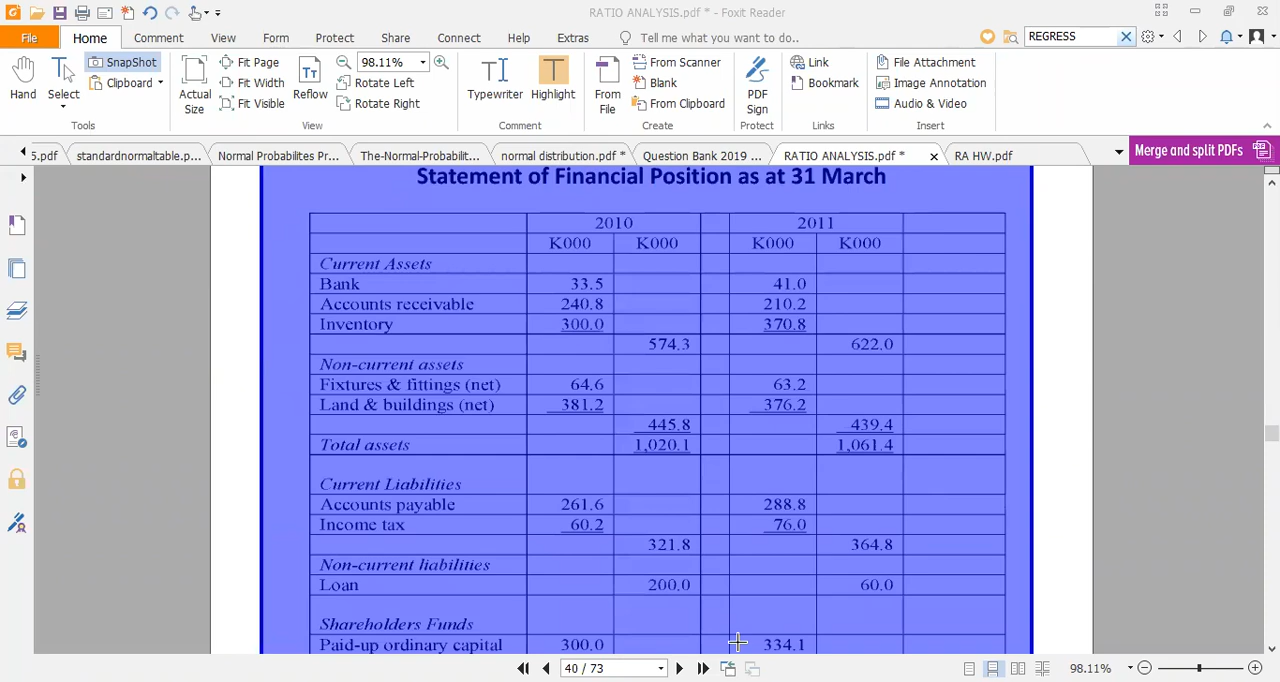 RATIO ANALYSIS.pdf * - Foxit Reader
REGRESS
File Home Comment View Form Protect Share Connect Help Extras Tell me what you want to do..
Hand
Select
SnapShot
Clipboard
Tools
Actual Size
Fit Page
Fit Width
Fit Visible
Reflow
98.11%
Rotate Left
Rotate Right
View
Typewriter
Highlight
Comment
From File
From Scanner
Blank
From Clipboard
Create
PDF Sign
Protect
Link
Bookmark
Links
File Attachment
Image Annotation
Audio & Video
Insert
5.pdf standardnormaltable.p... Normal Probabilites Pr... The-Normal-Probabilit... normal distribution.pdf * Question Bank 2019 ... RATIO ANALYSIS.pdf * RA HW.pdf Merge and split PDFs
Statement of Financial Position as at 31 March
2010 2011
K000 K000 K000 K000
Current Assets
Bank 33.5 41.0
Accounts receivable 240.8 210.2
Inventory 300.0 370.8
574.3 622.0
Non-current assets
Fixtures & fittings (net) 64.6 63.2
Land & buildings (net) 381.2 376.2
445.8 439.4
Total assets 1,020.1 1,061.4
Current Liabilities
Accounts payable 261.6 288.8
Income tax 60.2 76.0
321.8 364.8
Non-current liabilities
Loan 200.0 60.0
Shareholders Funds
Paid-up ordinary capital 300.0 334.1
40 / 73
98.11%